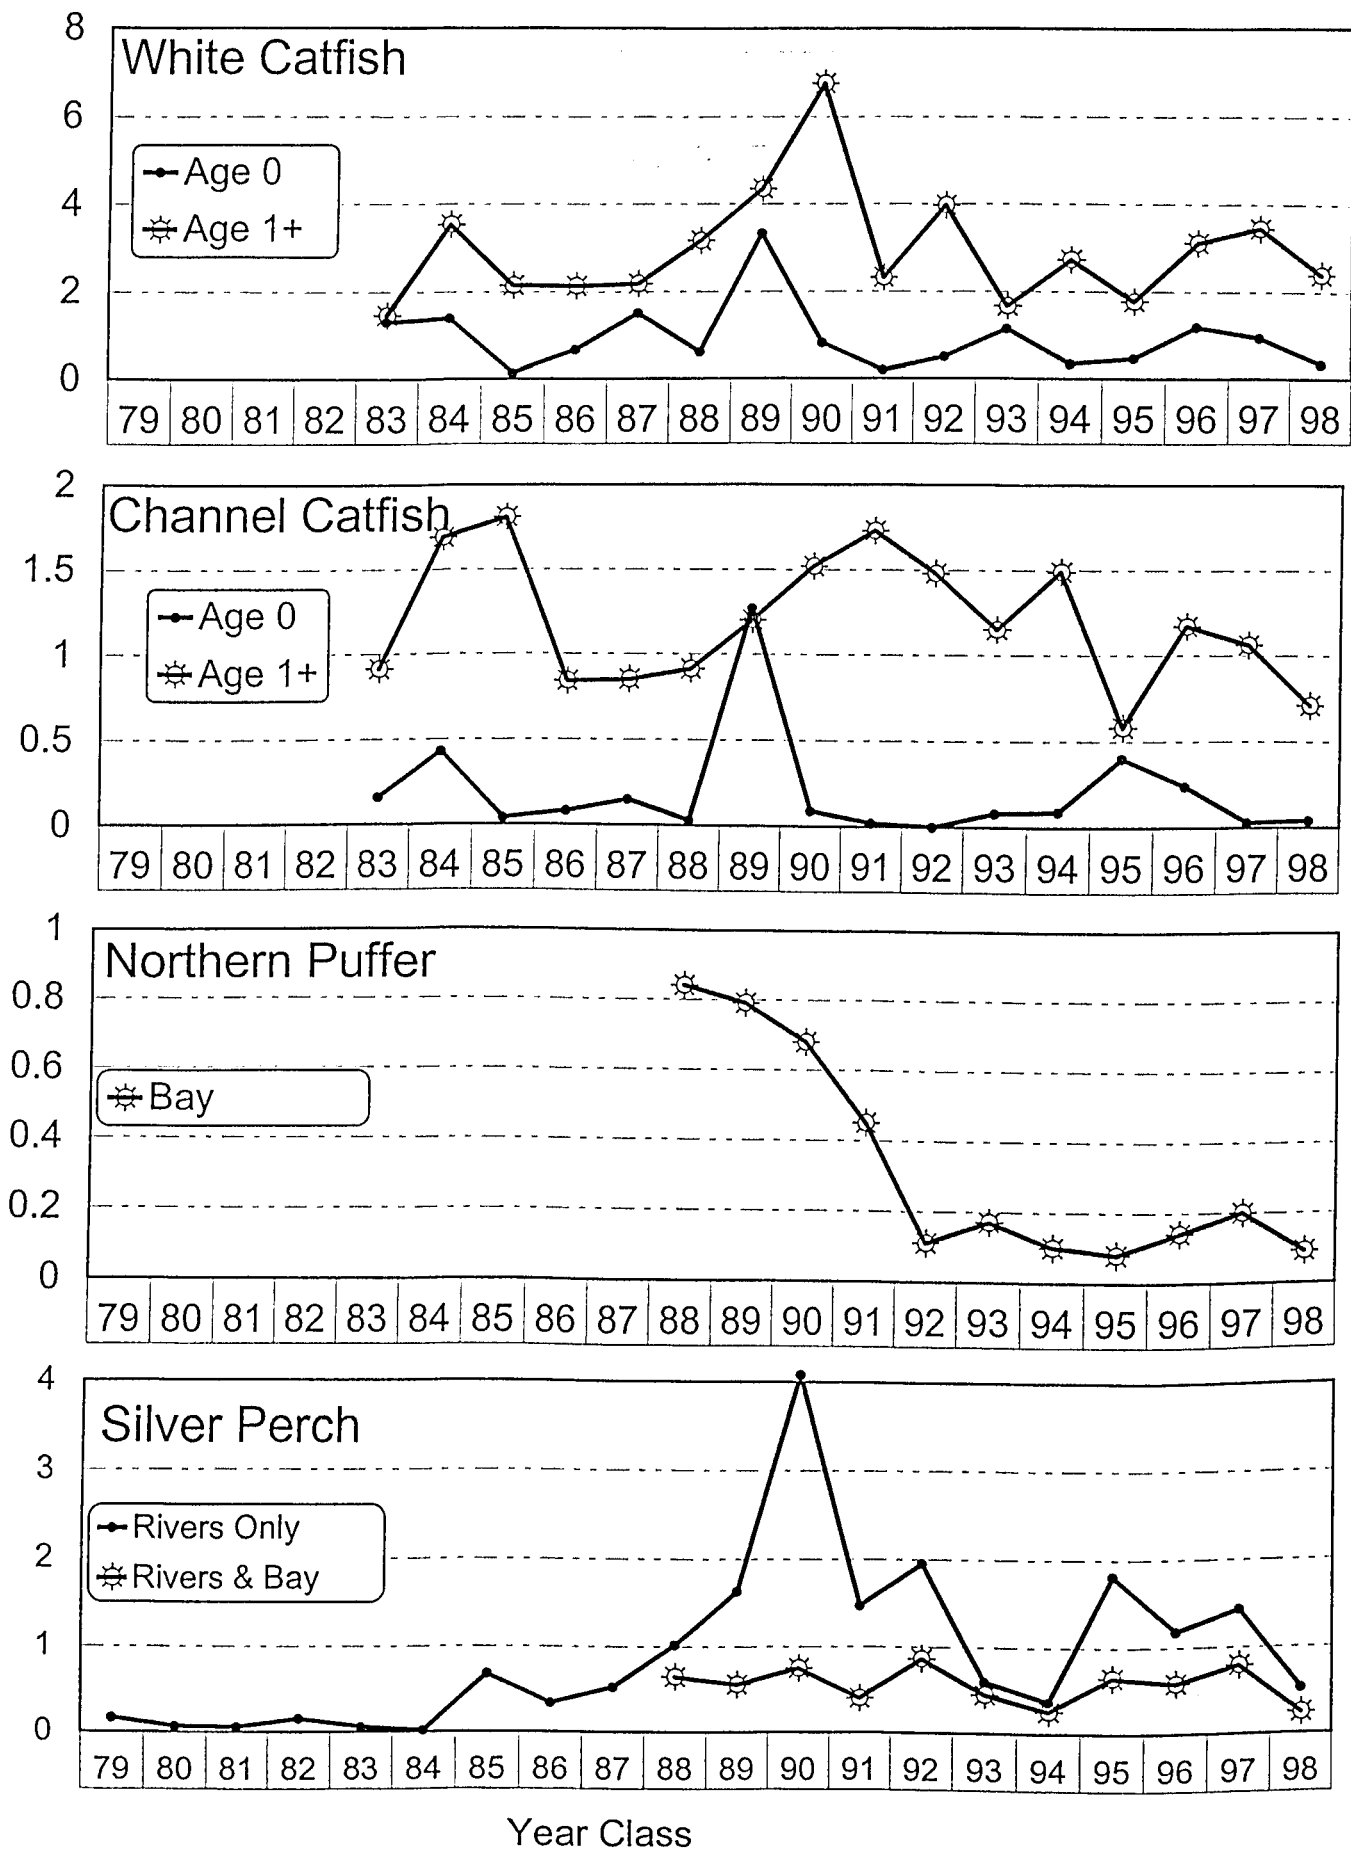 White Catfish
8
6
4
2
0
Age 0
Age 1+
79 80 81 82 83 84 85 86 87 88 89 90 91 92 93 94 95 96 97 98
Channel Catfish
2
1.5
1
0.5
0
Age 0
Age 1+
79 80 81 82 83 84 85 86 87 88 89 90 91 92 93 94 95 96 97 98
Northern Puffer
1
0.8
0.6
0.4
0.2
0
Bay
79 80 81 82 83 84 85 86 87 88 89 90 91 92 93 94 95 96 97 98
Silver Perch
4
3
2
1
0
Rivers Only
Rivers & Bay
79 80 81 82 83 84 85 86 87 88 89 90 91 92 93 94 95 96 97 98
Year Class